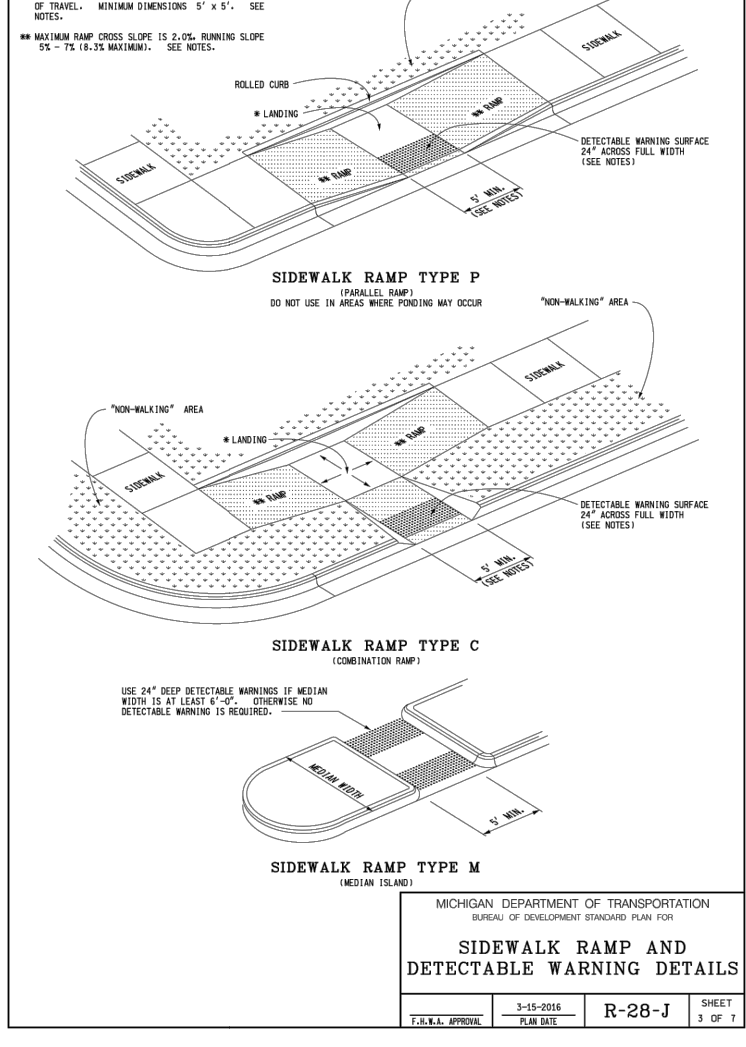 OF TRAVEL. MINIMUM DIMENSIONS 5' x 5'. SEE
NOTES.
** MAXIMUM RAMP CROSS SLOPE IS 2.0%. RUNNING SLOPE
5% - 7% (8.3% MAXIMUM). SEE NOTES.
SIDEWALK
ROLLED CURB
* LANDING
** RAMP
DETECTABLE WARNING SURFACE
24" ACROSS FULL WIDTH
(SEE NOTES)
SIDEWALK
** RAMP
5' MIN.
(SEE NOTES)
SIDEWALK RAMP TYPE P
(PARALLEL RAMP)
DO NOT USE IN AREAS WHERE PONDING MAY OCCUR
"NON-WALKING" AREA
SIDEWALK
"NON-WALKING" AREA
* LANDING
** RAMP
SIDEWALK
** RAMP
DETECTABLE WARNING SURFACE
24" ACROSS FULL WIDTH
(SEE NOTES)
5' MIN.
(SEE NOTES)
SIDEWALK RAMP TYPE C
(COMBINATION RAMP)
USE 24" DEEP DETECTABLE WARNINGS IF MEDIAN
WIDTH IS AT LEAST 6'-0". OTHERWISE NO
DETECTABLE WARNING IS REQUIRED.
MEDIAN WIDTH
5' MIN.
SIDEWALK RAMP TYPE M
(MEDIAN ISLAND)
MICHIGAN DEPARTMENT OF TRANSPORTATION
BUREAU OF DEVELOPMENT STANDARD PLAN FOR
SIDEWALK RAMP AND
DETECTABLE WARNING DETAILS
F.H.W.A. APPROVAL
3-15-2016
PLAN DATE
R-28-J
SHEET
3 OF 7